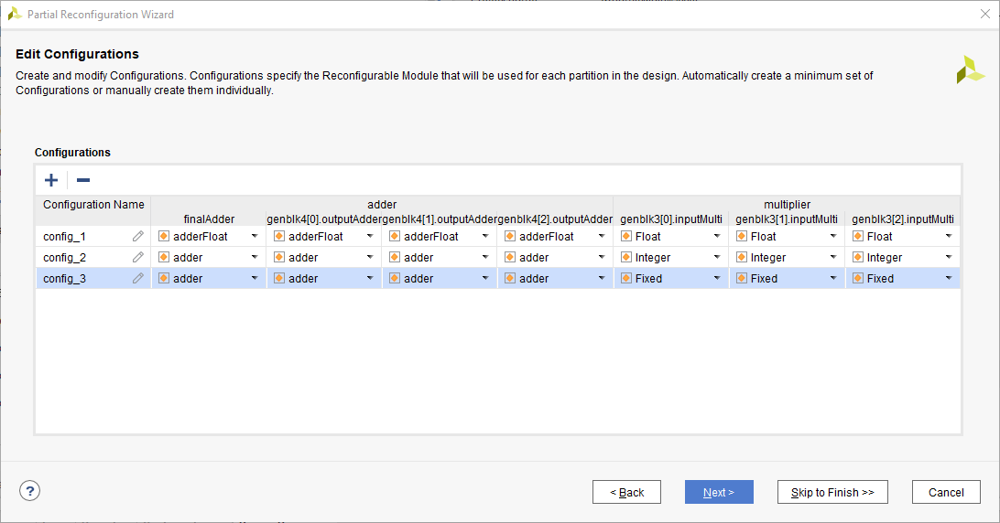 Partial Reconfiguration Wizard
Edit Configurations
Create and modify Configurations. Configurations specify the Reconfigurable Module that will be used for each partition in the design. Automatically create a minimum set of
Configurations or manually create them individually.
Configurations
Configuration Name adder multiplier
finalAdder genblk4[0].outputAdder genblk4[1].outputAdder genblk4[2].outputAdder genblk3[0].inputMulti genblk3[1].inputMulti genblk3[2].inputMulti
config_1 adderFloat adderFloat adderFloat adderFloat Float Float Float
config_2 adder adder adder adder Integer Integer Integer
config_3 adder adder adder adder Fixed Fixed Fixed
? < Back Next > Skip to Finish >> Cancel